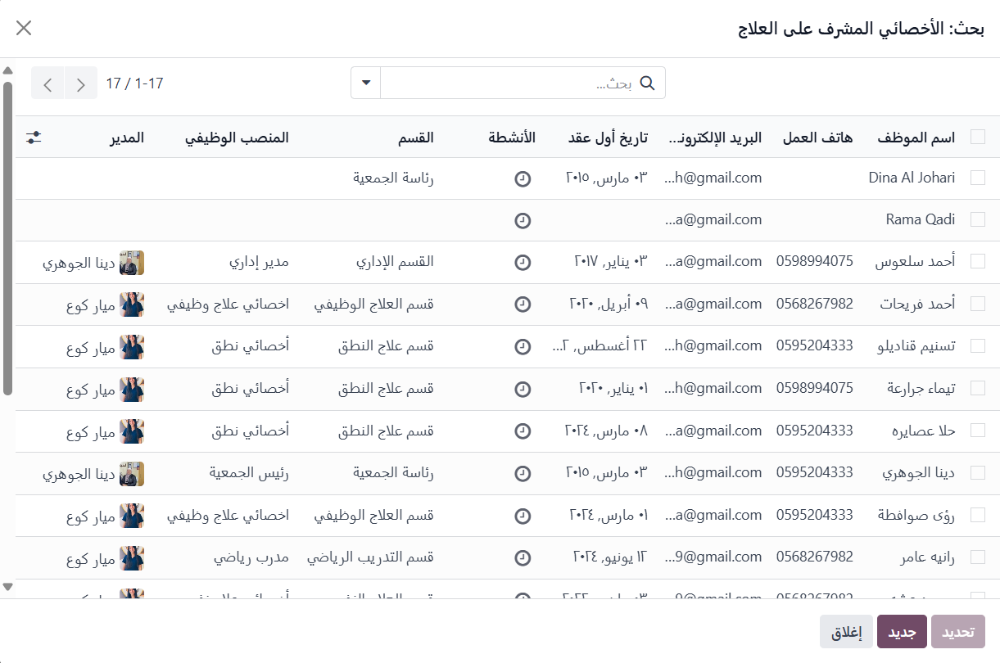 بحث: الأخصائي المشرف على العلاج
بحث...
17 / 1-17
اسم الموظف هاتف العمل البريد الإلكترونـ... تاريخ أول عقد الأنشطة القسم المنصب الوظيفي المدير
Dina Al Johari ...h@gmail.com ٠٣ مارس, ٢٠١٥ رئاسة الجمعية
Rama Qadi ...a@gmail.com
أحمد سلعوس 0598994075 ...a@gmail.com ٠٣ يناير, ٢٠١٧ القسم الإداري مدير إداري دينا الجوهري
أحمد فريحات 0568267982 ...a@gmail.com ٠٩ أبريل, ٢٠٢٠ قسم العلاج الوظيفي اخصائي علاج وظيفي ميار كوع
تسنيم قناديلو 0595204333 ...h@gmail.com ٢٢ أغسطس, ٢... قسم علاج النطق أخصائي نطق ميار كوع
تيماء جرارعة 0598994075 ...h@gmail.com ٠١ يناير, ٢٠٢٠ قسم علاج النطق أخصائي نطق ميار كوع
حلا عصايره 0595204333 ...a@gmail.com ٠٨ مارس, ٢٠٢٤ قسم علاج النطق أخصائي نطق ميار كوع
دينا الجوهري 0595204333 ...h@gmail.com ٠٣ مارس, ٢٠١٥ رئاسة الجمعية رئيس الجمعية دينا الجوهري
رؤى صوافطة 0595204333 ...a@gmail.com ٠١ مارس, ٢٠٢٤ قسم العلاج الوظيفي اخصائي علاج وظيفي ميار كوع
رانيه عامر 0568267982 ...9@gmail.com ١٢ يونيو, ٢٠٢٤ قسم التدريب الرياضي مدرب رياضي ميار كوع
0568267982 ...9@gmail.com
تحديد جديد إغلاق